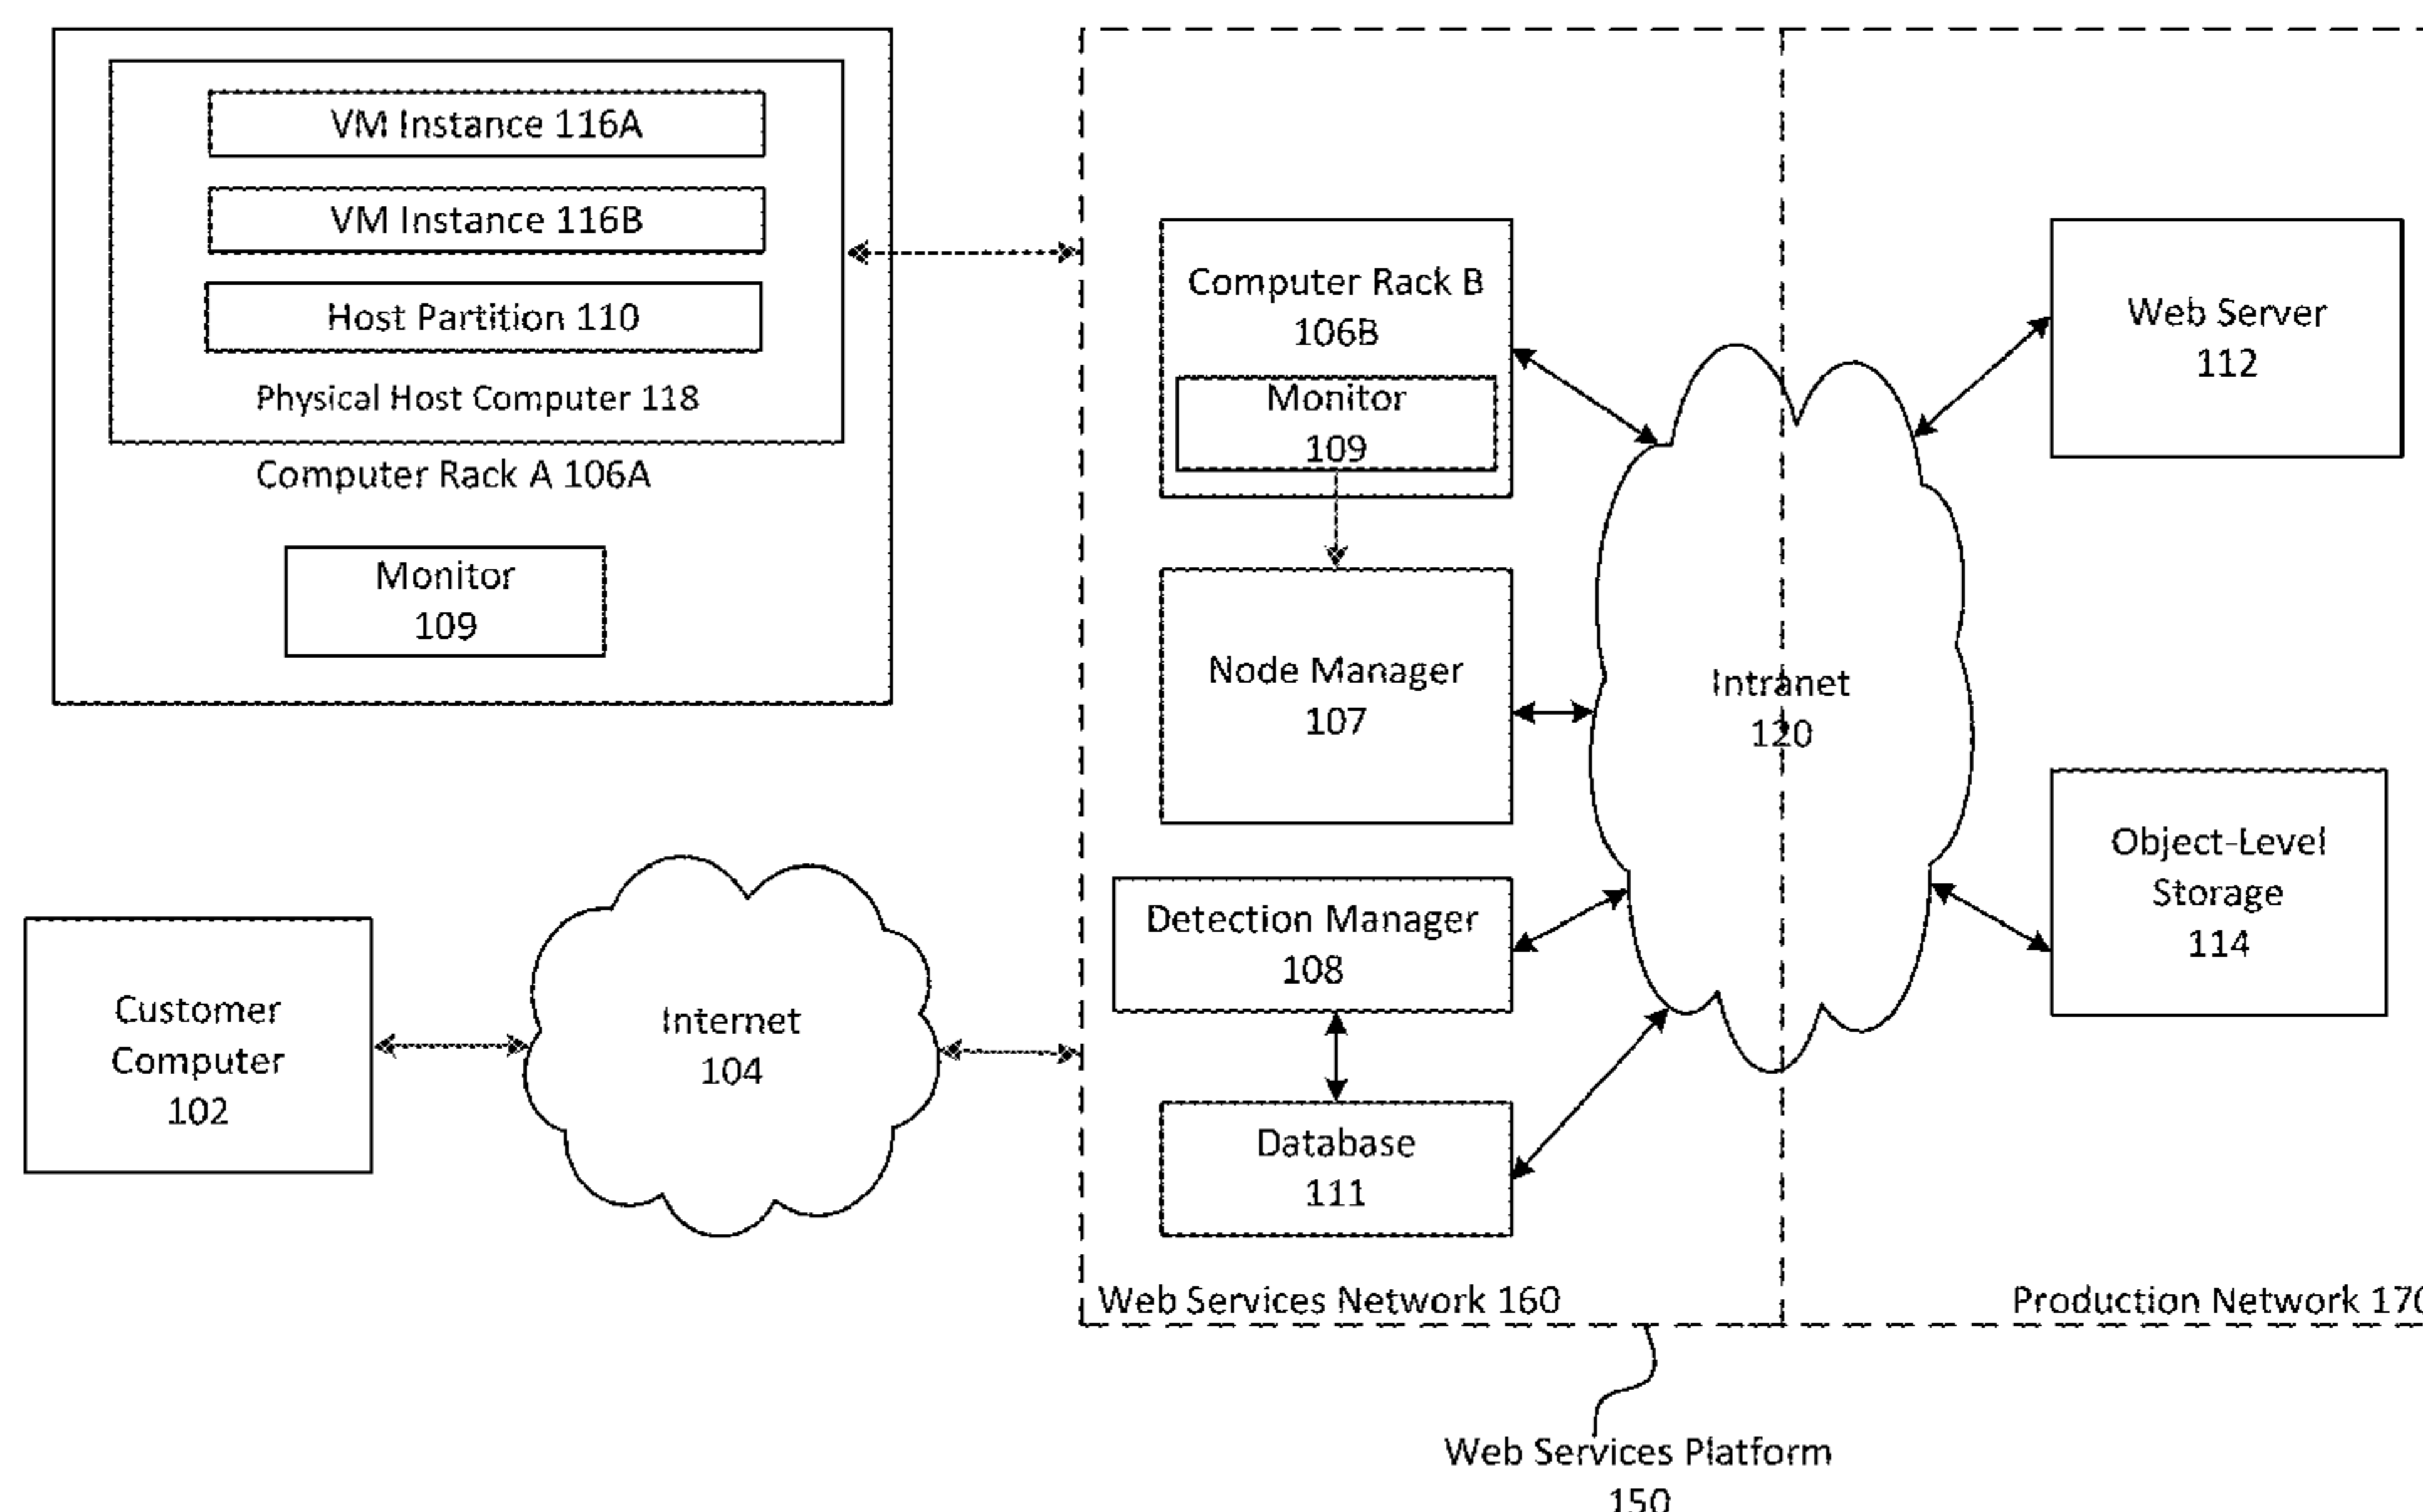 VM Instance 116A
VM Instance 116B
Host Partition 110
Physical Host Computer 118
Computer Rack A 106A
Monitor
109
Customer
Computer
102
Internet
104
Computer Rack B
106B
Monitor
109
Node Manager
107
Detection Manager
108
Database
111
Intranet
120
Web Server
112
Object-Level
Storage
114
Web Services Network 160
Production Network 170
Web Services Platform
150